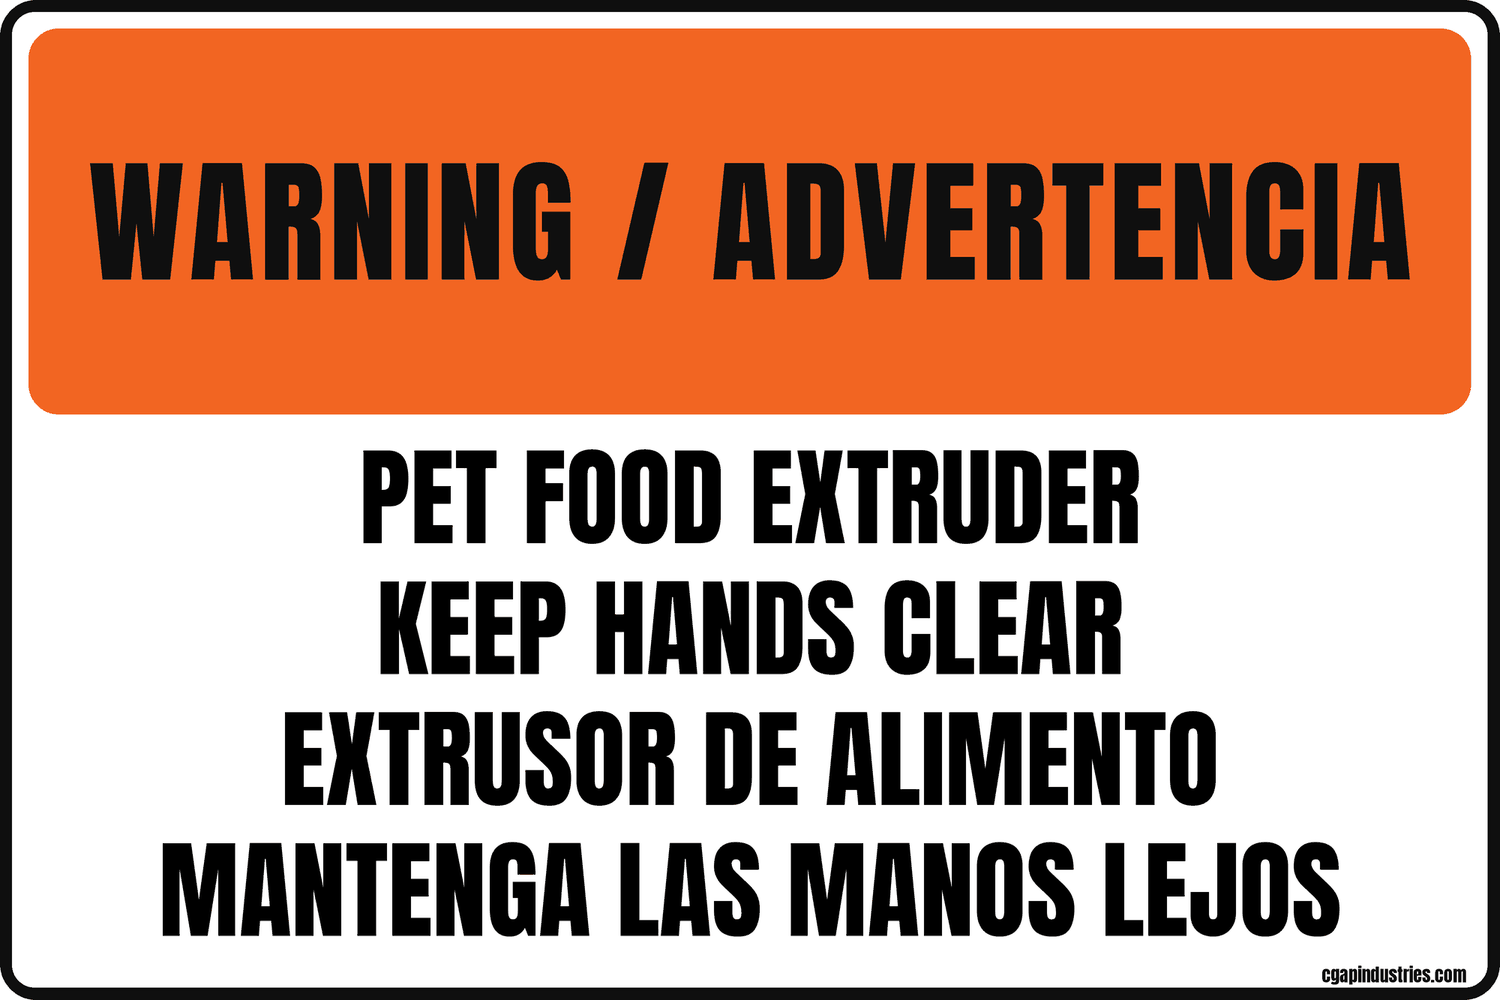 WARNING / ADVERTENCIA
PET FOOD EXTRUDER
KEEP HANDS CLEAR
EXTRUSOR DE ALIMENTO
MANTENGA LAS MANOS LEJOS
cgapindustries.com